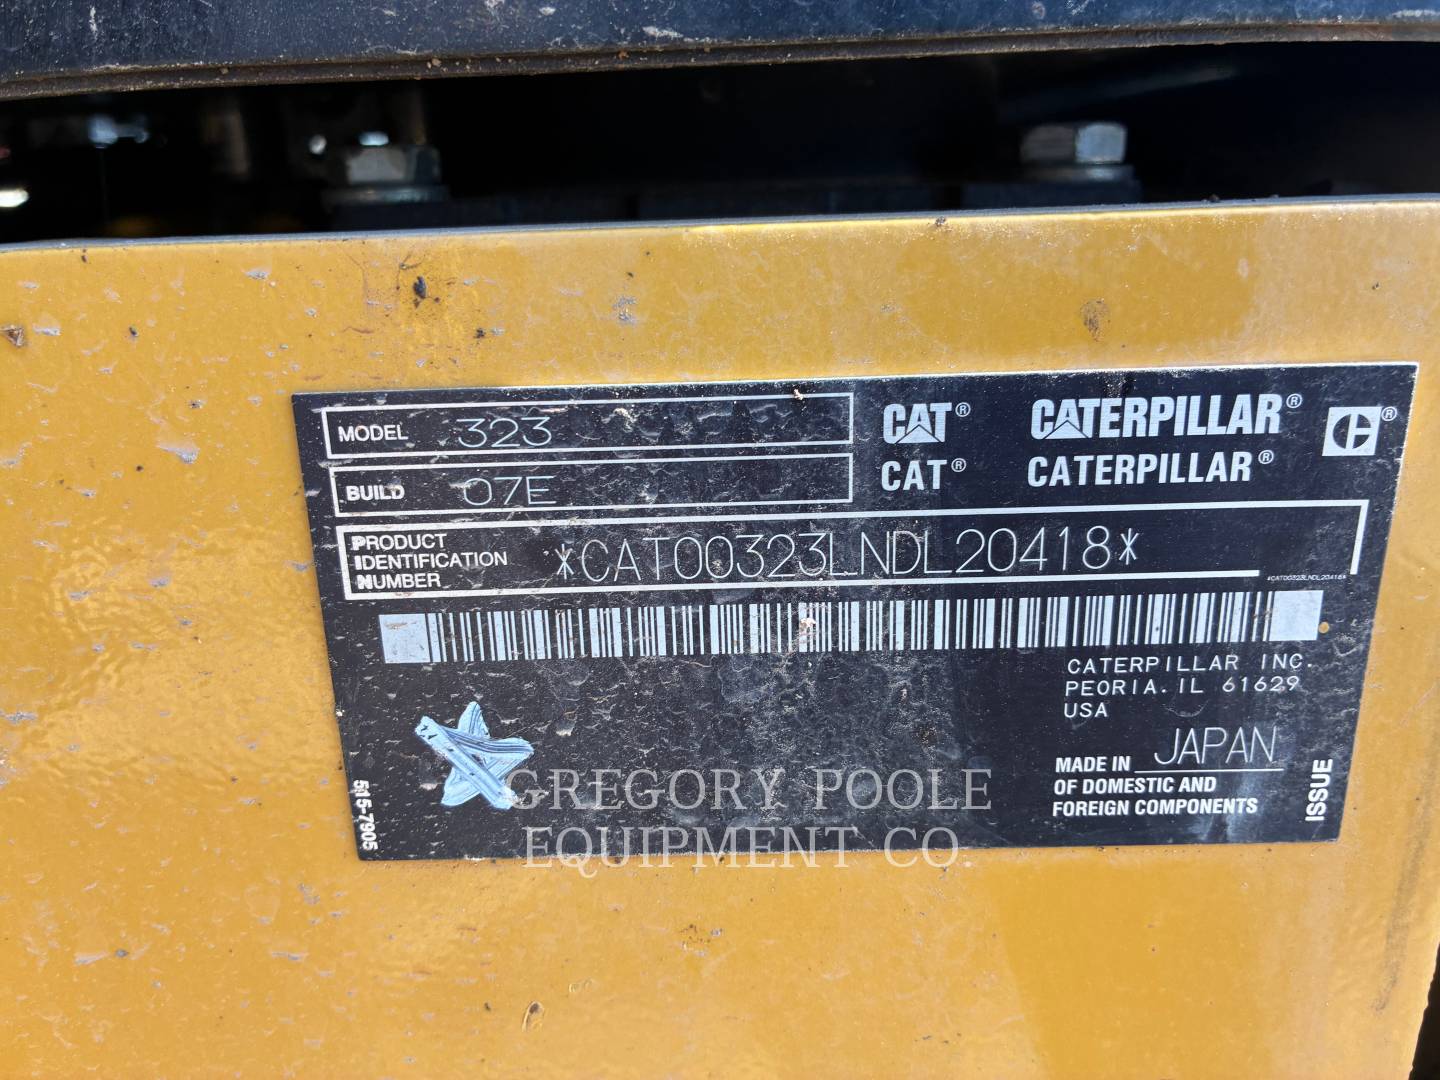 MODEL 323
CAT® CATERPILLAR® ®
BUILD 07E
CAT® CATERPILLAR®
PRODUCT
IDENTIFICATION
NUMBER
*CAT00323LNDL20418*
*CAT00323LNDL20418*
CATERPILLAR INC.
PEORIA, IL 61629
USA
MADE IN JAPAN
OF DOMESTIC AND
FOREIGN COMPONENTS
ISSUE
515-7905
GREGORY POOLE
EQUIPMENT CO.